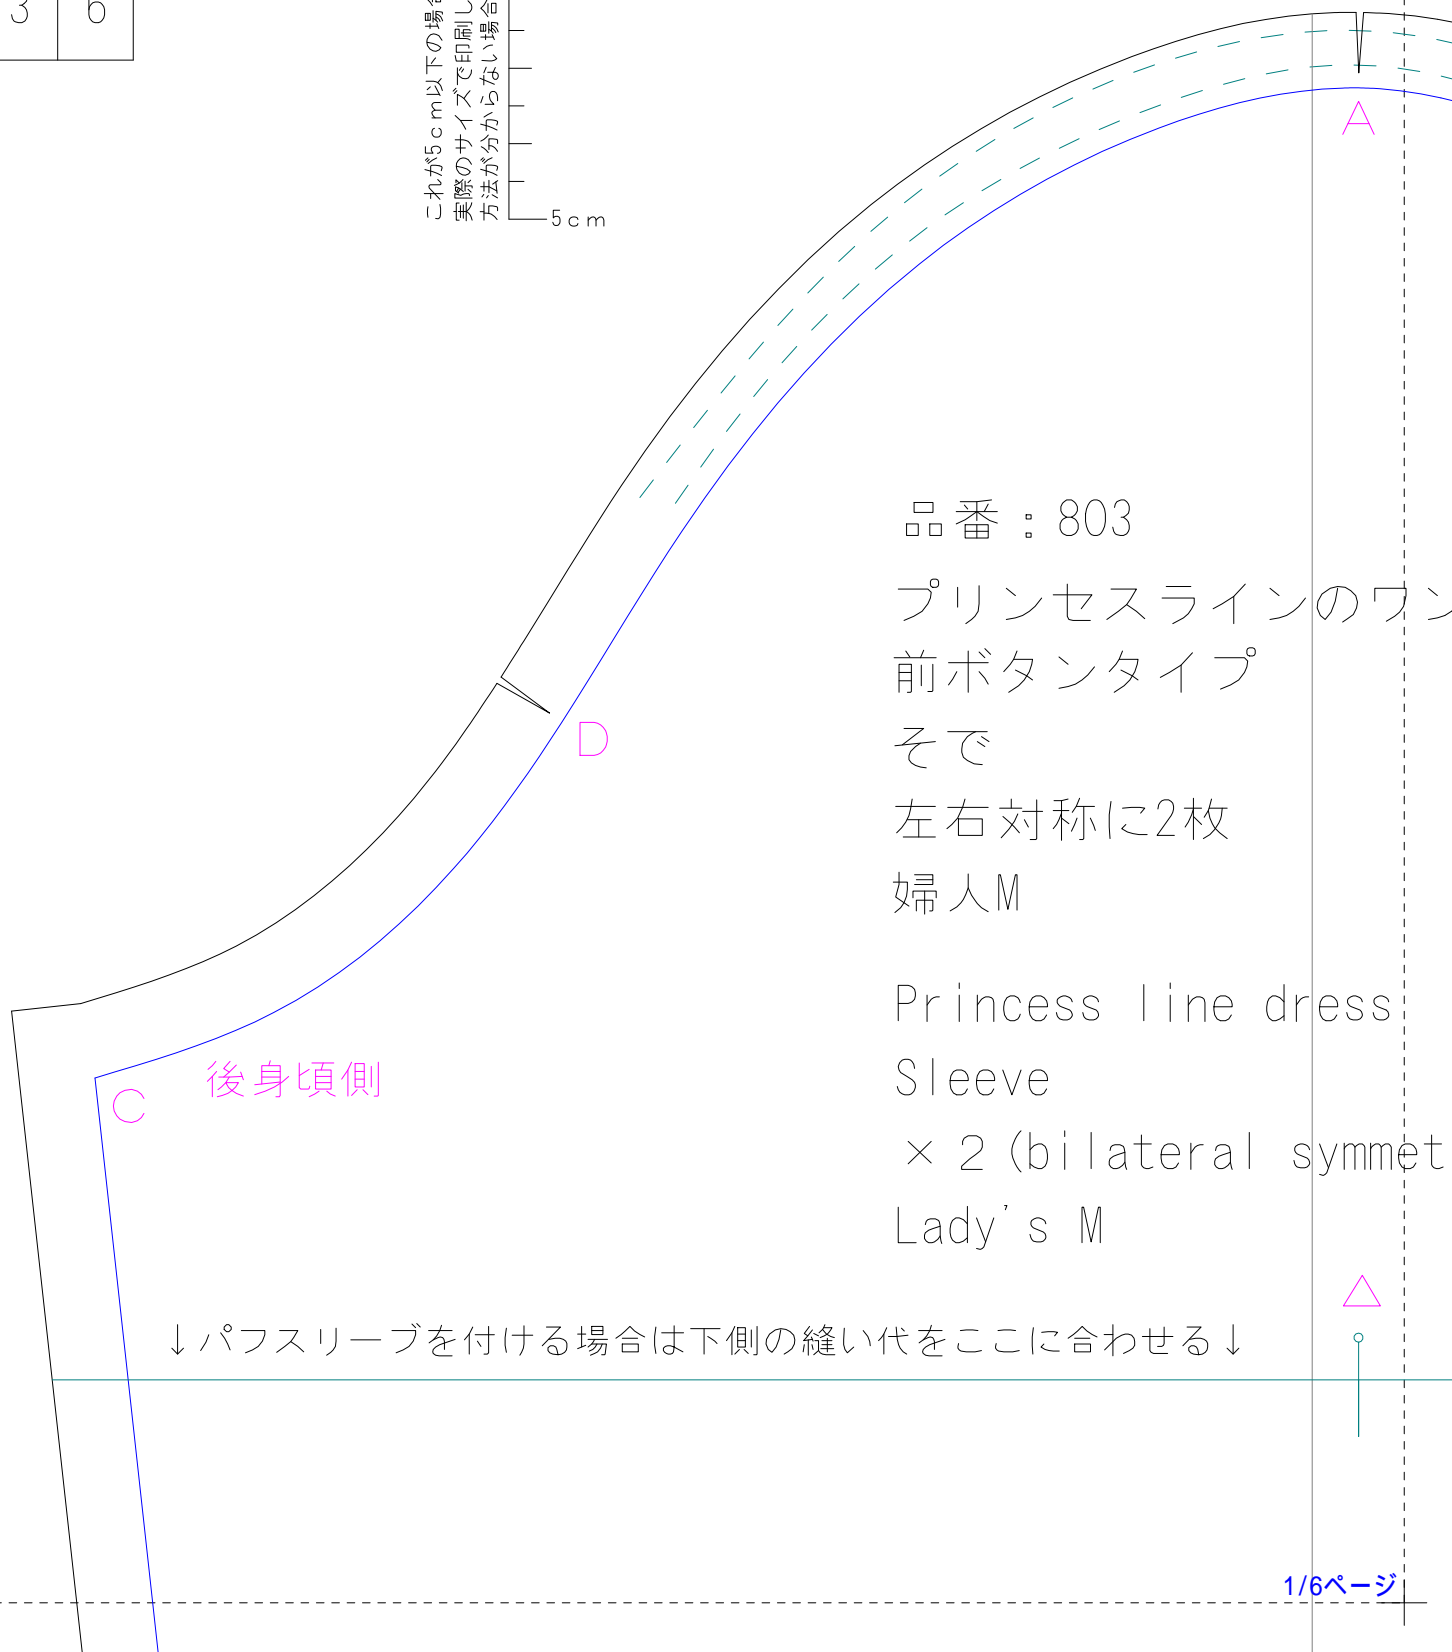 3 6
これが5cm以下の場合
実際のサイズで印刷し
方法が分からない場合
5cm
A
品番：803
プリンセスラインのワン
前ボタンタイプ
そで
D
左右対称に2枚
婦人M
Princess line dress
Sleeve
C 後身頃側
×2(bilateral symmet
Lady's M
△
↓パフスリーブを付ける場合は下側の縫い代をここに合わせる↓
1/6ページ